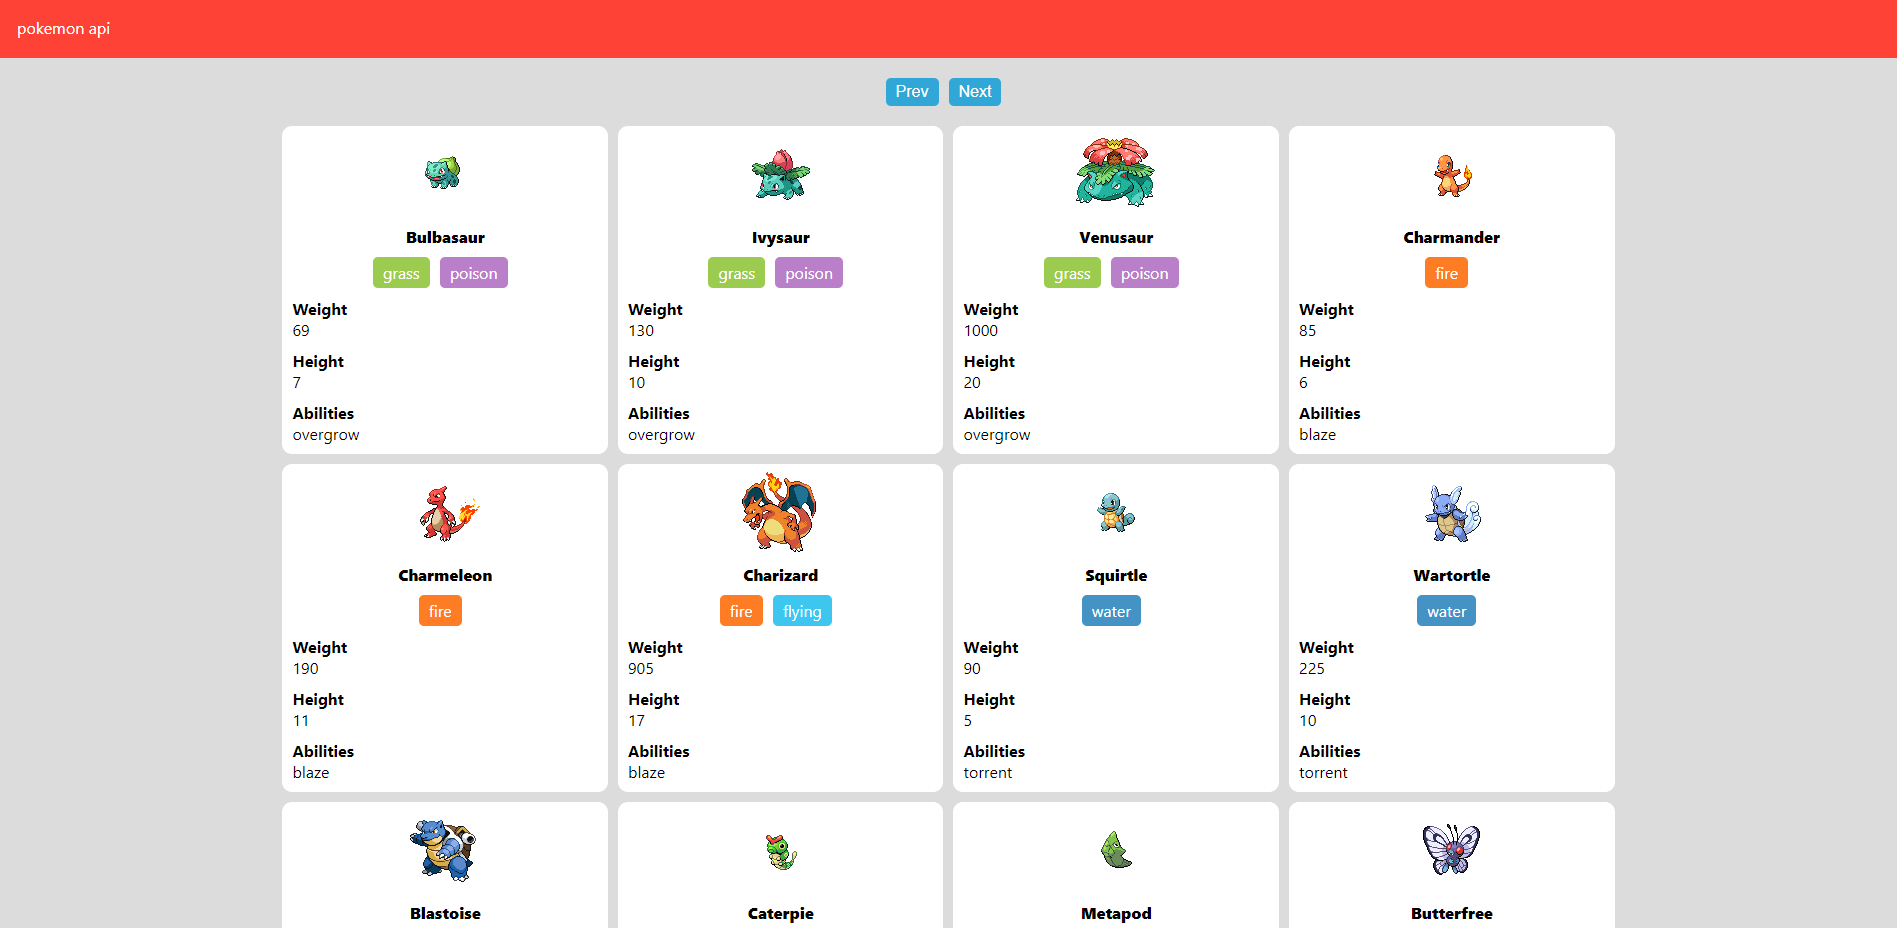 pokemon api
Prev Next
Bulbasaur
grass poison
Weight
69
Height
7
Abilities
overgrow
Ivysaur
grass poison
Weight
130
Height
10
Abilities
overgrow
Venusaur
grass poison
Weight
1000
Height
20
Abilities
overgrow
Charmander
fire
Weight
85
Height
6
Abilities
blaze
Charmeleon
fire
Weight
190
Height
11
Abilities
blaze
Charizard
fire flying
Weight
905
Height
17
Abilities
blaze
Squirtle
water
Weight
90
Height
5
Abilities
torrent
Wartortle
water
Weight
225
Height
10
Abilities
torrent
Blastoise
Caterpie
Metapod
Butterfree